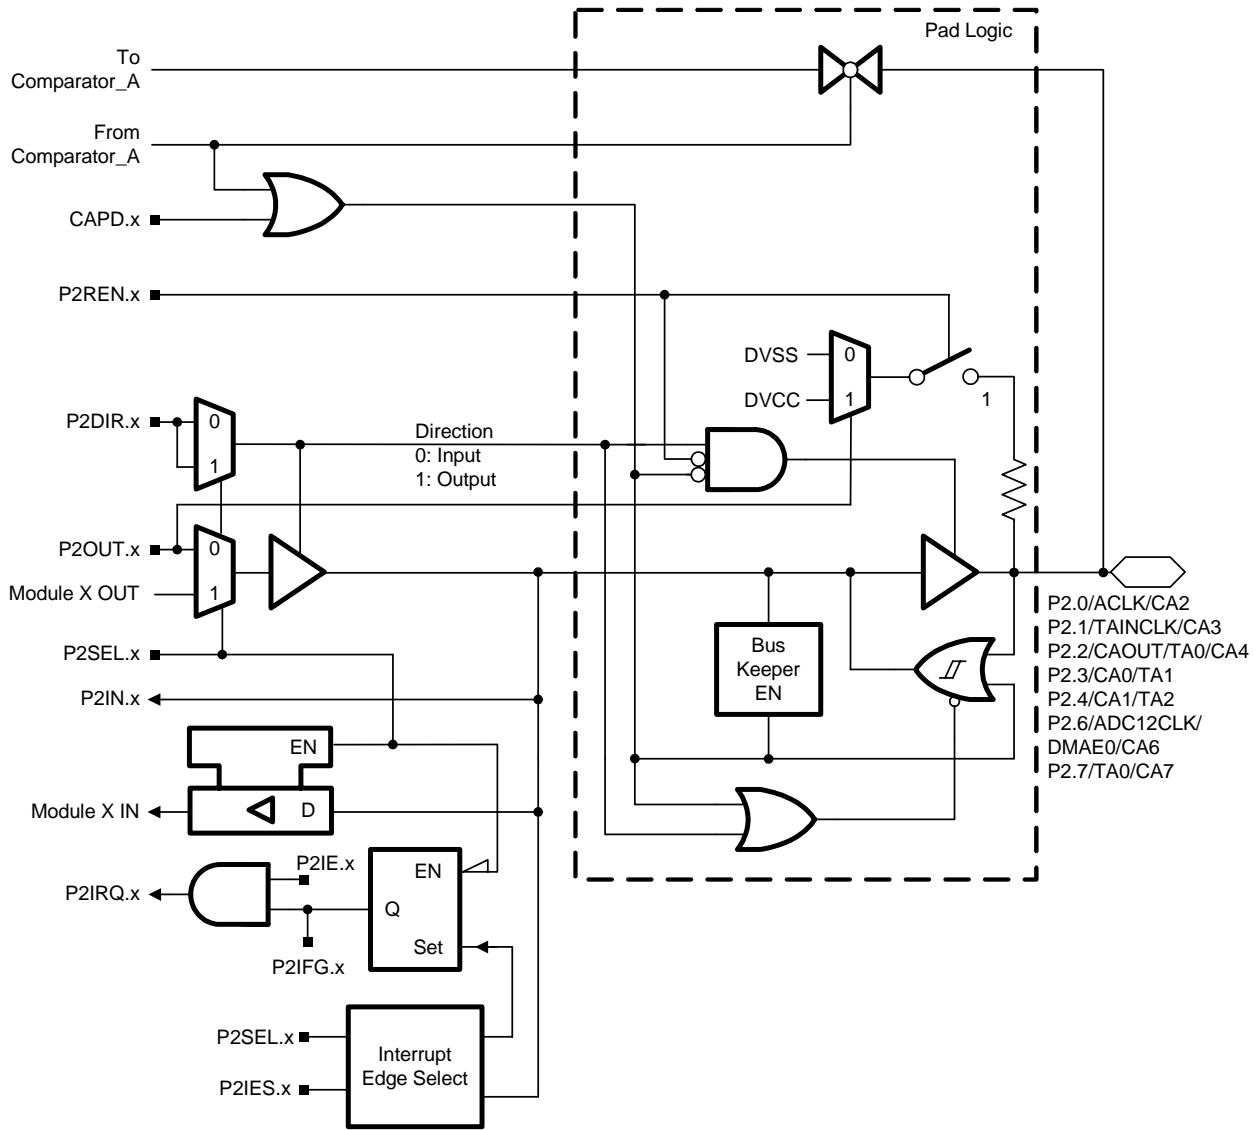 Pad Logic
To
Comparator_A
From
Comparator_A
CAPD.x
P2REN.x
DVSS
0
DVCC
1
1
P2DIR.x
0
1
Direction
0: Input
1: Output
P2OUT.x
0
Module X OUT
1
P2SEL.x
P2IN.x
Bus
Keeper
EN
P2.0/ACLK/CA2
P2.1/TAINCLK/CA3
P2.2/CAOUT/TA0/CA4
P2.3/CA0/TA1
P2.4/CA1/TA2
P2.6/ADC12CLK/
DMAE0/CA6
P2.7/TA0/CA7
EN
Module X IN
D
P2IE.x
EN
P2IRQ.x
Q
Set
P2IFG.x
P2SEL.x
Interrupt
Edge Select
P2IES.x